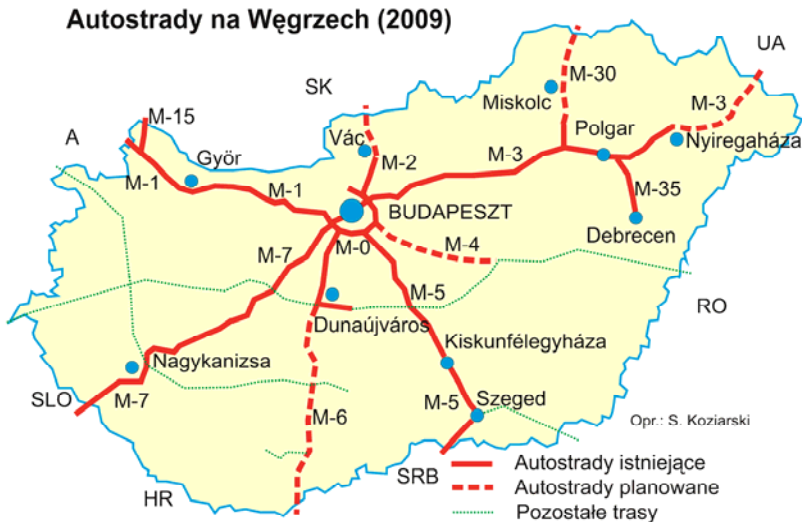 Autostrady na Węgrzech (2009)
UA
M-30
SK
Miskolc
M-3
M-15
A
Vác
Polgar
Györ
Nyiregaháza
M-2
M-3
M-1
M-1
M-35
BUDAPESZT
M-0
M-7
M-4
Debrecen
M-5
RO
Dunaújváros
Kiskunfélegyháza
Nagykanizsa
SLO
M-7
M-6
M-5
Szeged
Opr.: S. Koziarski
SRB
HR
Autostrady istniejące
Autostrady planowane
Pozostałe trasy